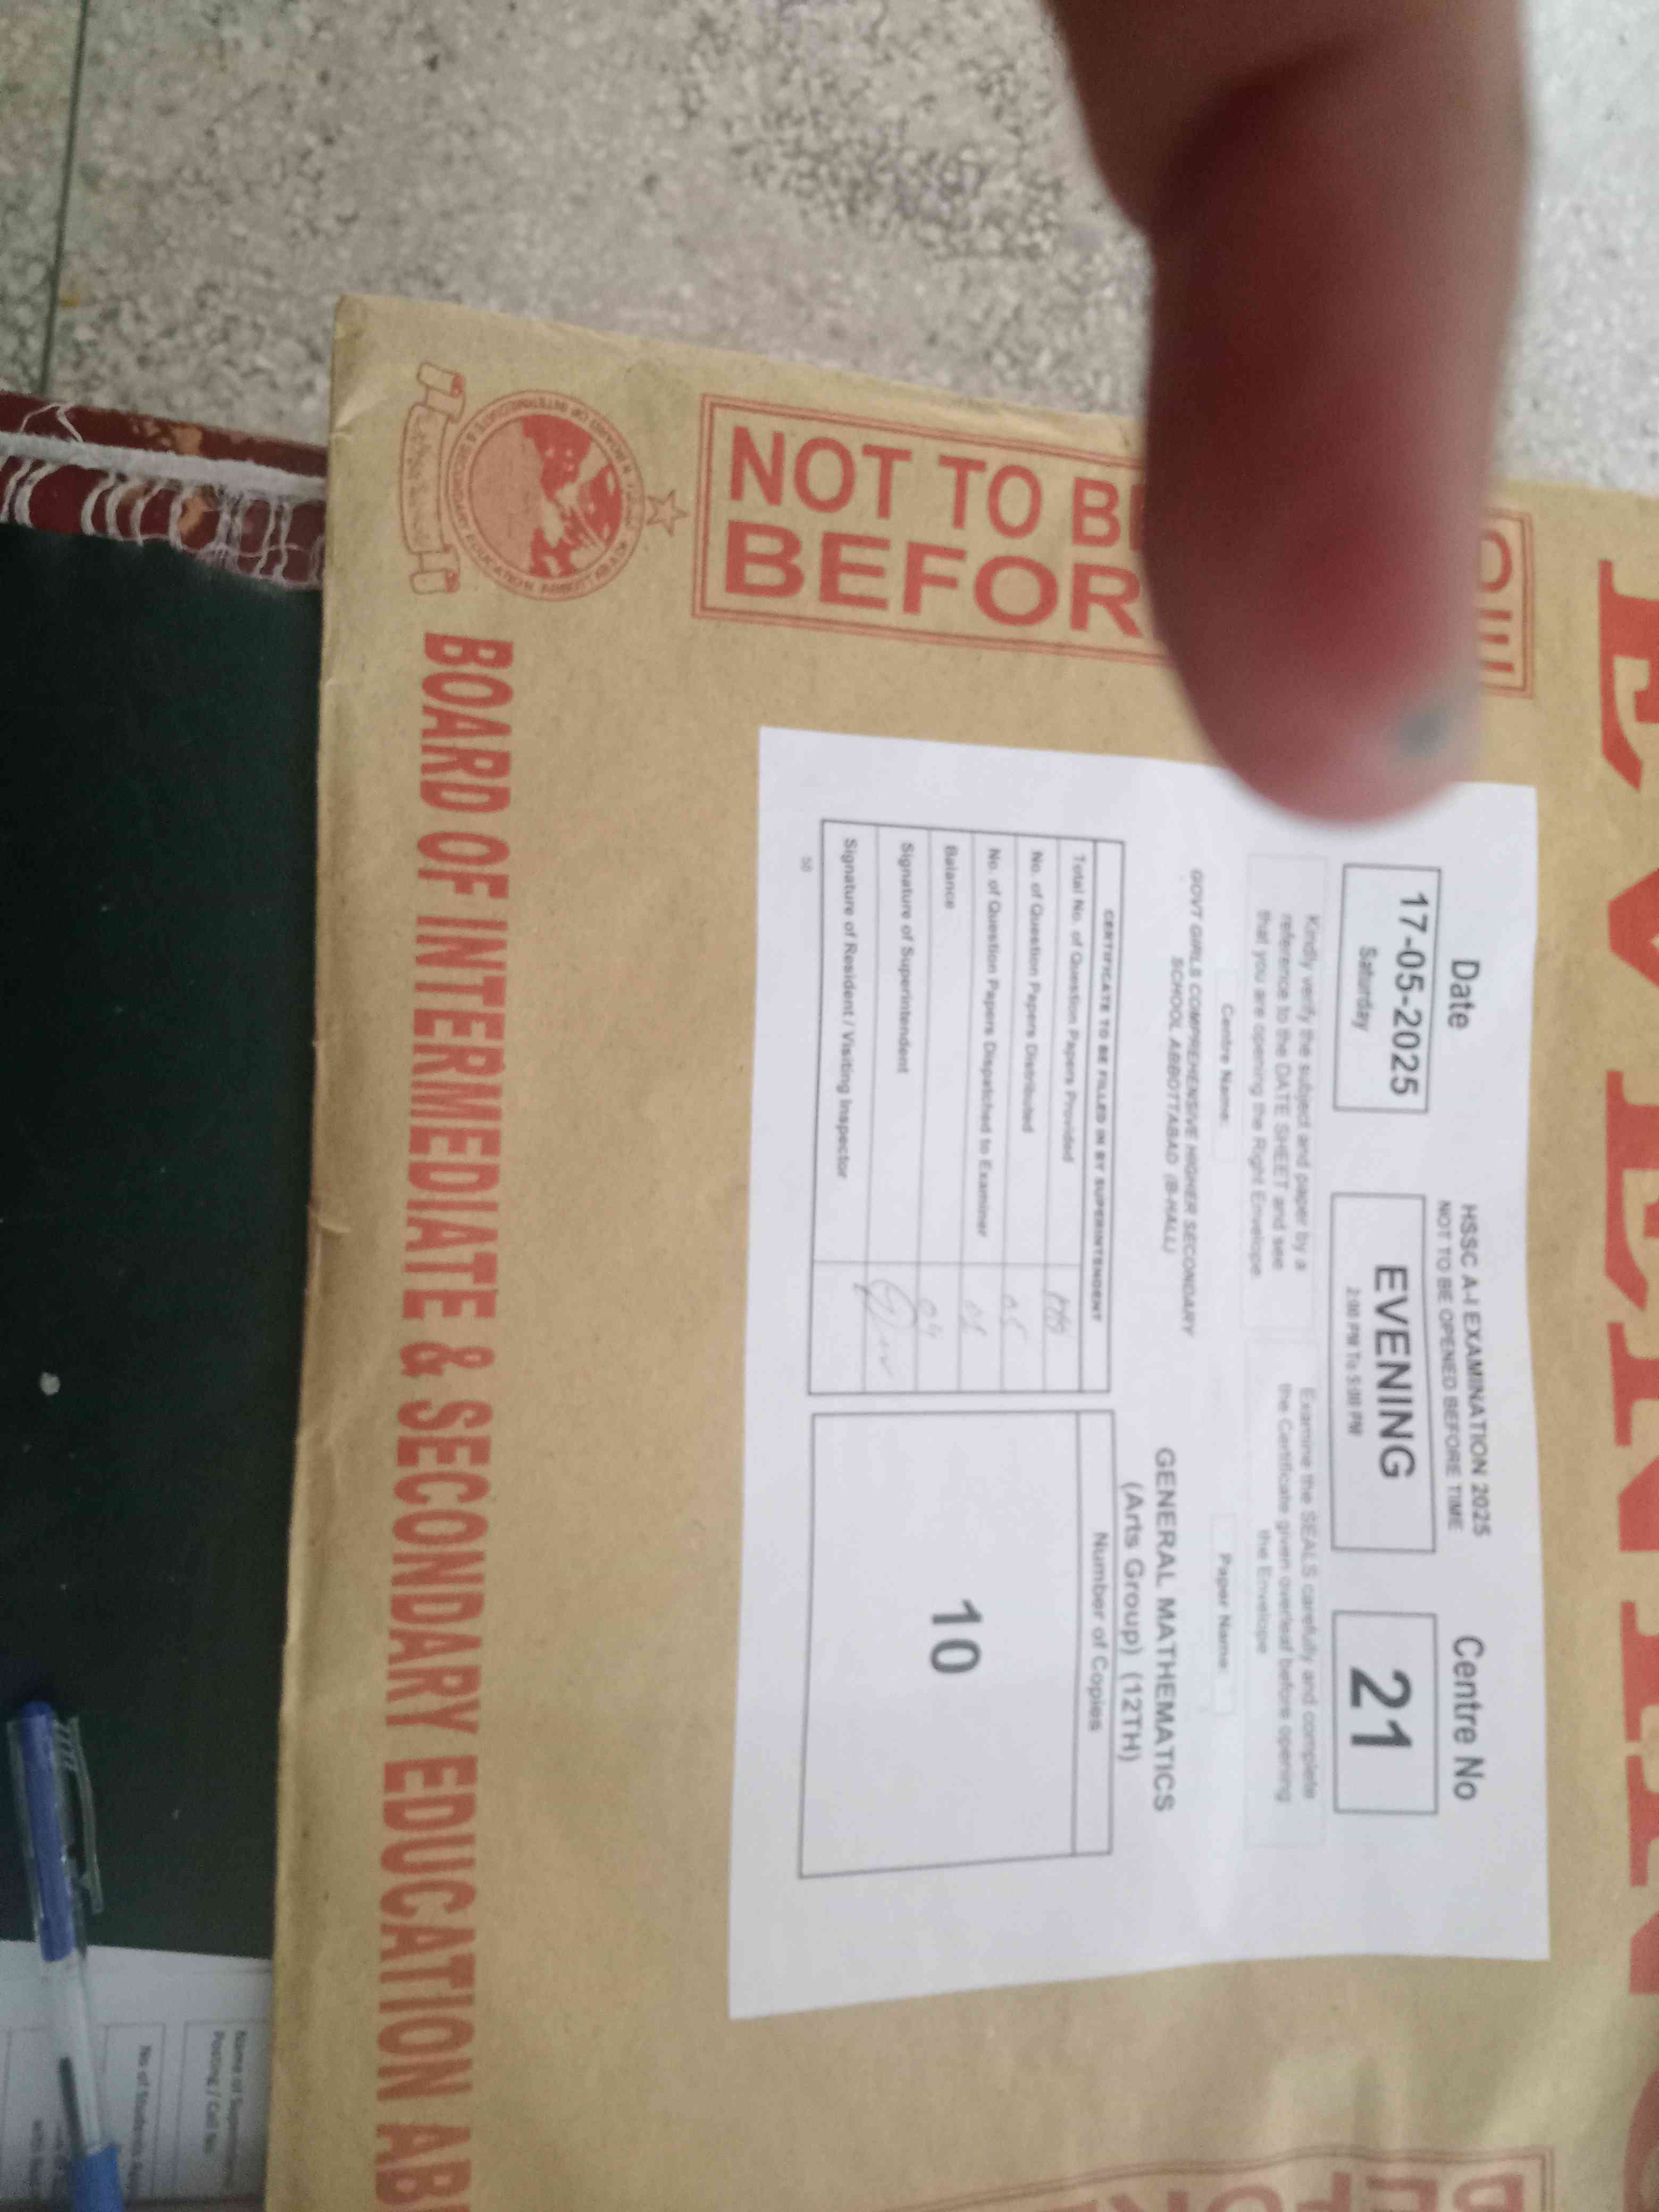 EVENING
NOT TO BE
BEFOR
Date
17-05-2025
Saturday
HSSC A-I EXAMINATION 2025
NOT TO BE OPENED BEFORE TIME
EVENING
2:00 PM To 5:00 PM
Centre No
21
Kindly verify the subject and paper by a
reference to the DATE SHEET and see
that you are opening the Right Envelope
Examine the SEALS carefully and complete
the Certificate given overleaf before opening
the Envelope
Centre Name:
GOVT GIRLS COMPREHENSIVE HIGHER SECONDARY
SCHOOL ABBOTTABAD (B-HALL)
Paper Name:
GENERAL MATHEMATICS
(Arts Group) (12TH)
CERTIFICATE TO BE FILLED IN BY SUPERINTENDENT
Total No. of Question Papers Provided
No. of Question Papers Distributed 05
No. of Question Papers Dispatched to Examiner 01
Balance 04
Signature of Superintendent
Signature of Resident / Visiting Inspector
50
Number of Copies
10
BOARD OF INTERMEDIATE & SECONDARY EDUCATION AB